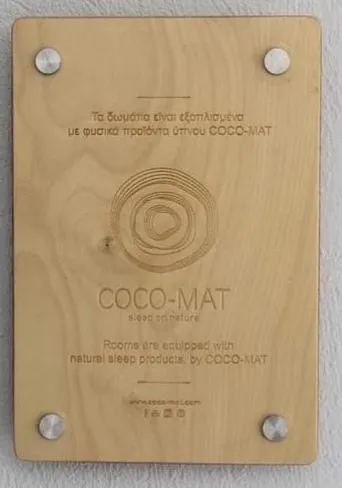 Τα δωμάτια είναι εξοπλισμένα
με φυσικά προϊόντα ύπνου COCO-MAT
COCO-MAT
sleep on nature
Rooms are equipped with
natural sleep products, by COCO-MAT
www.coco-mat.com